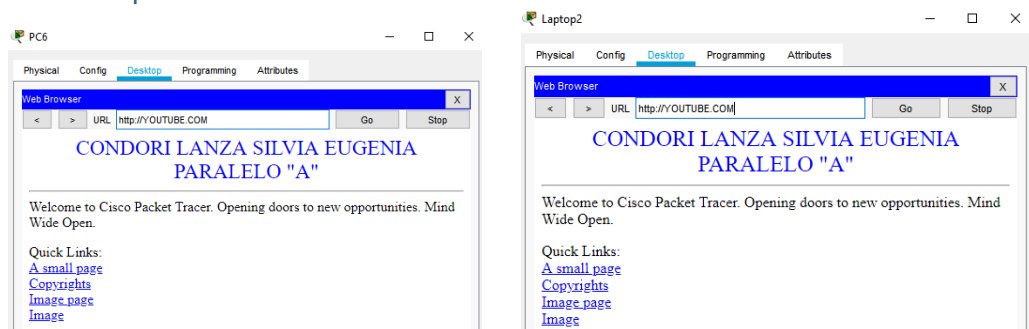 PC6
Physical Config Desktop Programming Attributes
Web Browser X
< > URL http://YOUTUBE.COM Go Stop
CONDORI LANZA SILVIA EUGENIA
PARALELO "A"
Welcome to Cisco Packet Tracer. Opening doors to new opportunities. Mind
Wide Open.
Quick Links:
A small page
Copyrights
Image page
Image
Laptop2
Physical Config Desktop Programming Attributes
Web Browser X
< > URL http://YOUTUBE.COM Go Stop
CONDORI LANZA SILVIA EUGENIA
PARALELO "A"
Welcome to Cisco Packet Tracer. Opening doors to new opportunities. Mind
Wide Open.
Quick Links:
A small page
Copyrights
Image page
Image